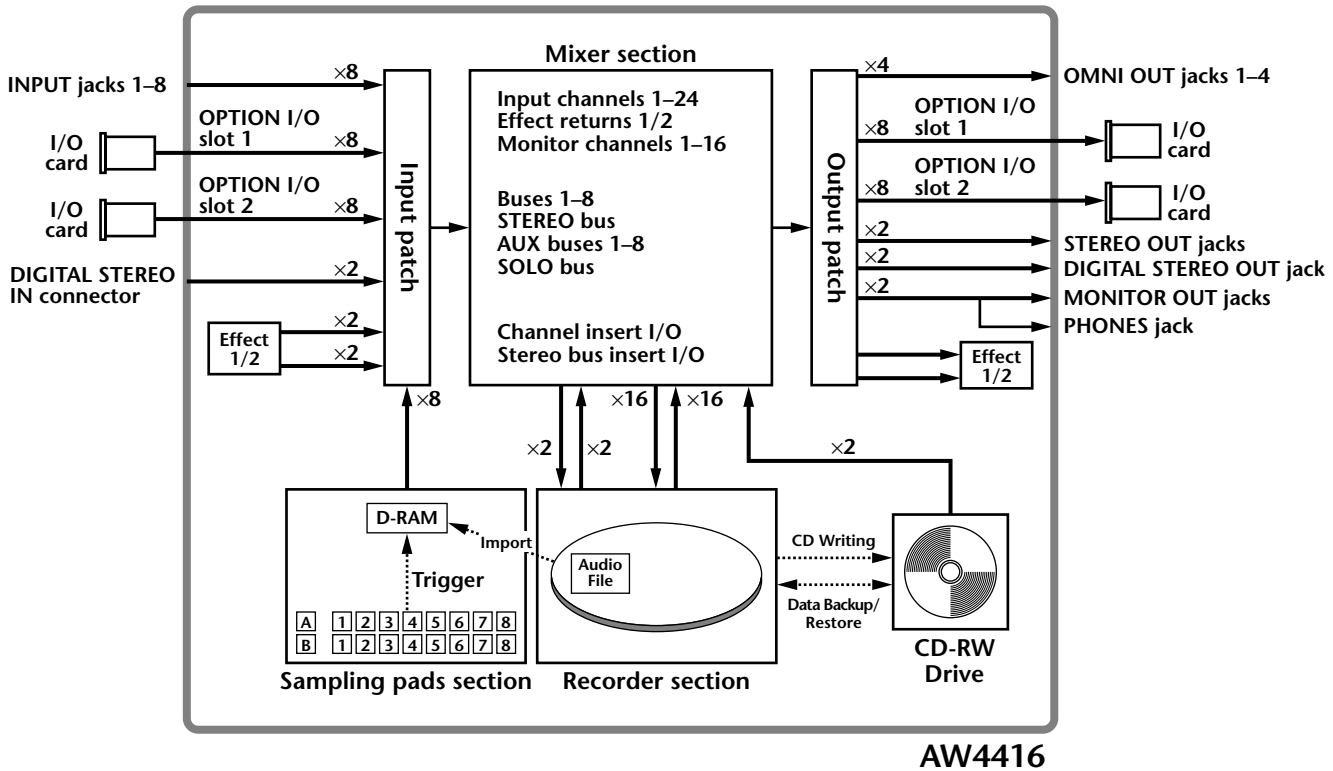 Mixer section
INPUT jacks 1–8
×8
OPTION I/O
slot 1
I/O
card
×8
OPTION I/O
slot 2
I/O
card
×8
DIGITAL STEREO
IN connector
×2
Effect
1/2
×2
×2
Input patch
×8
Input channels 1–24
Effect returns 1/2
Monitor channels 1–16
Buses 1–8
STEREO bus
AUX buses 1–8
SOLO bus
Channel insert I/O
Stereo bus insert I/O
Output patch
×4
OMNI OUT jacks 1–4
OPTION I/O
slot 1
×8
I/O
card
OPTION I/O
slot 2
×8
I/O
card
×2
STEREO OUT jacks
×2
DIGITAL STEREO OUT jack
×2
MONITOR OUT jacks
PHONES jack
Effect
1/2
×2
×2
×16
×16
×2
D-RAM
Import
Trigger
A 1 2 3 4 5 6 7 8
B 1 2 3 4 5 6 7 8
Sampling pads section
Audio
File
Recorder section
CD Writing
Data Backup/
Restore
CD-RW
Drive
AW4416